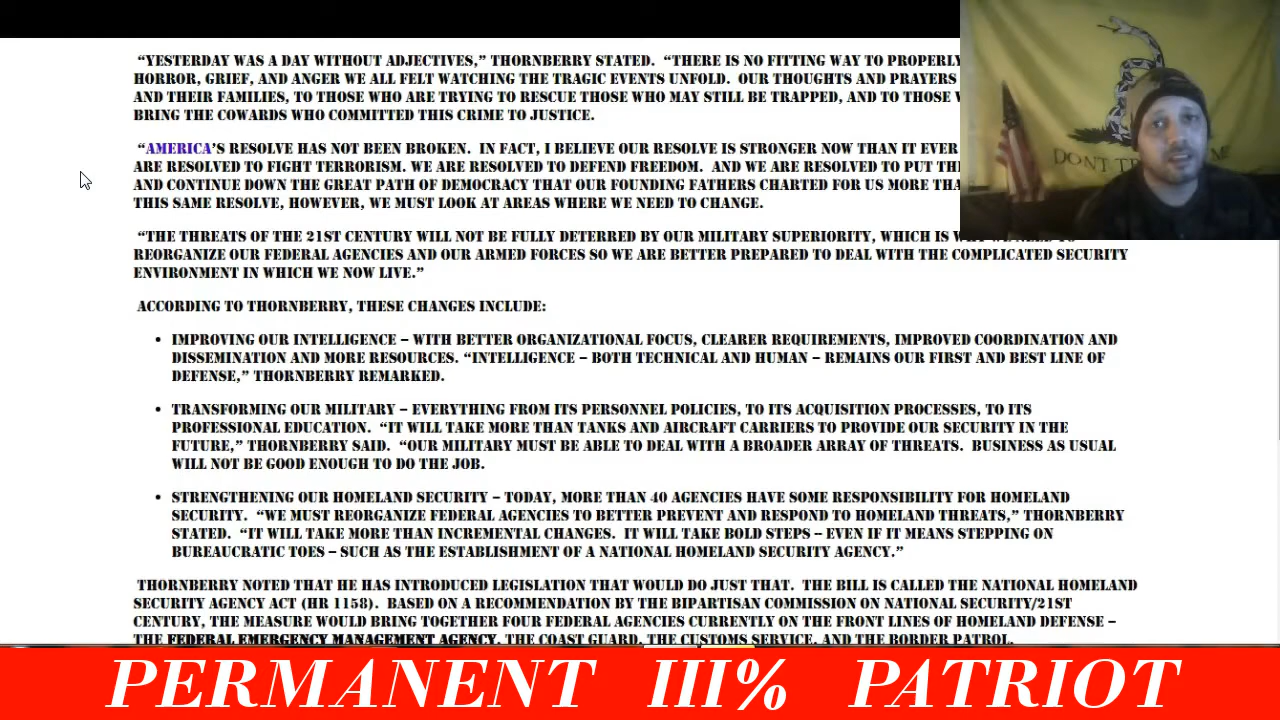 “YESTERDAY WAS A DAY WITHOUT ADJECTIVES,” THORNBERRY STATED. “THERE IS NO FITTING WAY TO PROPERLY
HORROR, GRIEF, AND ANGER WE ALL FELT WATCHING THE TRAGIC EVENTS UNFOLD. OUR THOUGHTS AND PRAYERS
AND THEIR FAMILIES, TO THOSE WHO ARE TRYING TO RESCUE THOSE WHO MAY STILL BE TRAPPED, AND TO THOSE
BRING THE COWARDS WHO COMMITTED THIS CRIME TO JUSTICE.
“AMERICA’S RESOLVE HAS NOT BEEN BROKEN. IN FACT, I BELIEVE OUR RESOLVE IS STRONGER NOW THAN IT EVER
ARE RESOLVED TO FIGHT TERRORISM. WE ARE RESOLVED TO DEFEND FREEDOM. AND WE ARE RESOLVED TO PUT
AND CONTINUE DOWN THE GREAT PATH OF DEMOCRACY THAT OUR FOUNDING FATHERS CHARTED FOR US MORE
THIS SAME RESOLVE, HOWEVER, WE MUST LOOK AT AREAS WHERE WE NEED TO CHANGE.
“THE THREATS OF THE 21ST CENTURY WILL NOT BE FULLY DETERRED BY OUR MILITARY SUPERIORITY, WHICH IS
REORGANIZE OUR FEDERAL AGENCIES AND OUR ARMED FORCES SO WE ARE BETTER PREPARED TO DEAL WITH THE COMPLICATED SECURITY
ENVIRONMENT IN WHICH WE NOW LIVE.”
ACCORDING TO THORNBERRY, THESE CHANGES INCLUDE:
• IMPROVING OUR INTELLIGENCE – WITH BETTER ORGANIZATIONAL FOCUS, CLEARER REQUIREMENTS, IMPROVED COORDINATION AND
DISSEMINATION AND MORE RESOURCES. “INTELLIGENCE – BOTH TECHNICAL AND HUMAN – REMAINS OUR FIRST AND BEST LINE OF
DEFENSE,” THORNBERRY REMARKED.
• TRANSFORMING OUR MILITARY – EVERYTHING FROM ITS PERSONNEL POLICIES, TO ITS ACQUISITION PROCESSES, TO ITS
PROFESSIONAL EDUCATION. “IT WILL TAKE MORE THAN TANKS AND AIRCRAFT CARRIERS TO PROVIDE OUR SECURITY IN THE
FUTURE,” THORNBERRY SAID. “OUR MILITARY MUST BE ABLE TO DEAL WITH A BROADER ARRAY OF THREATS. BUSINESS AS USUAL
WILL NOT BE GOOD ENOUGH TO DO THE JOB.
• STRENGTHENING OUR HOMELAND SECURITY – TODAY, MORE THAN 40 AGENCIES HAVE SOME RESPONSIBILITY FOR HOMELAND
SECURITY. “WE MUST REORGANIZE FEDERAL AGENCIES TO BETTER PREVENT AND RESPOND TO HOMELAND THREATS,” THORNBERRY
STATED. “IT WILL TAKE MORE THAN INCREMENTAL CHANGES. IT WILL TAKE BOLD STEPS – EVEN IF IT MEANS STEPPING ON
BUREAUCRATIC TOES – SUCH AS THE ESTABLISHMENT OF A NATIONAL HOMELAND SECURITY AGENCY.”
THORNBERRY NOTED THAT HE HAS INTRODUCED LEGISLATION THAT WOULD DO JUST THAT. THE BILL IS CALLED THE NATIONAL HOMELAND
SECURITY AGENCY ACT (HR 1158). BASED ON A RECOMMENDATION BY THE BIPARTISAN COMMISSION ON NATIONAL SECURITY/21ST
CENTURY, THE MEASURE WOULD BRING TOGETHER FOUR FEDERAL AGENCIES CURRENTLY ON THE FRONT LINES OF HOMELAND DEFENSE –
THE FEDERAL EMERGENCY MANAGEMENT AGENCY, THE COAST GUARD, THE CUSTOMS SERVICE, AND THE BORDER PATROL.
DON'T
PERMANENT III% PATRIOT